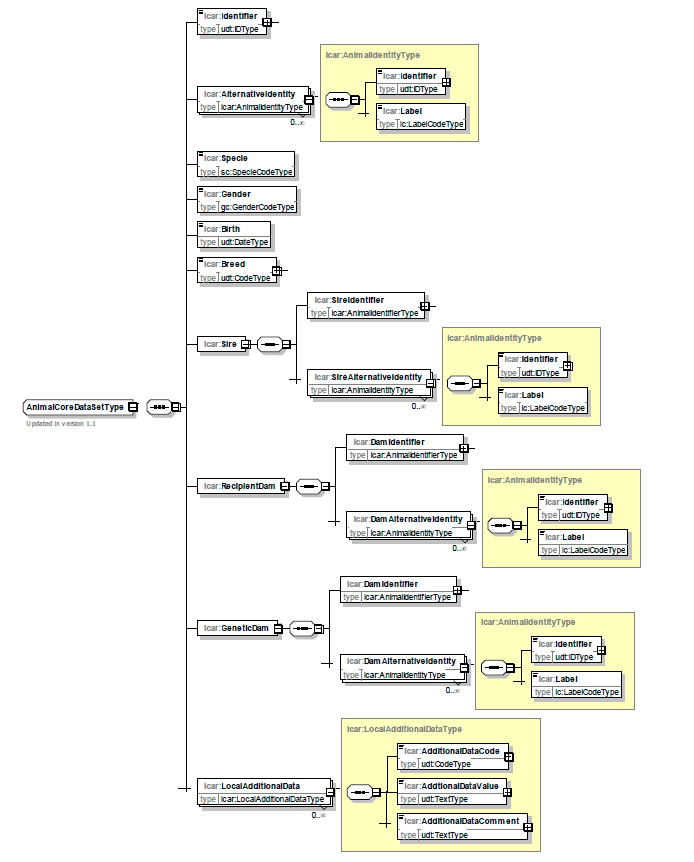 icar:Identifier
type udt:IDType
icar:AnimalIdentityType
icar:Identifier
type udt:IDType
icar:AlternativeIdentity
type icar:AnimalIdentityType
0..∞
icar:Label
type lc:LabelCodeType
icar:Specie
type sc:SpecieCodeType
icar:Gender
type gc:GenderCodeType
icar:Birth
type udt:DateType
icar:Breed
type udt:CodeType
icar:SireIdentifier
type icar:AnimalIdentifierType
icar:Sire
icar:AnimalIdentityType
icar:Identifier
type udt:IDType
icar:SireAlternativeIdentity
type icar:AnimalIdentityType
0..∞
icar:Label
type lc:LabelCodeType
AnimalCoreDataSetType
Updated in version 1.1
icar:DamIdentifier
type icar:AnimalIdentifierType
icar:RecipientDam
icar:AnimalIdentityType
icar:Identifier
type udt:IDType
icar:DamAlternativeIdentity
type icar:AnimalIdentityType
0..∞
icar:Label
type lc:LabelCodeType
icar:DamIdentifier
type icar:AnimalIdentifierType
icar:GeneticDam
icar:AnimalIdentityType
icar:Identifier
type udt:IDType
icar:DamAlternativeIdentity
type icar:AnimalIdentityType
0..∞
icar:Label
type lc:LabelCodeType
icar:LocalAdditionalDataType
icar:AdditionalDataCode
type udt:CodeType
icar:LocalAdditionalData
type icar:LocalAdditionalDataType
0..∞
icar:AddtionalDataValue
type udt:TextType
icar:AdditionalDataComment
type udt:TextType